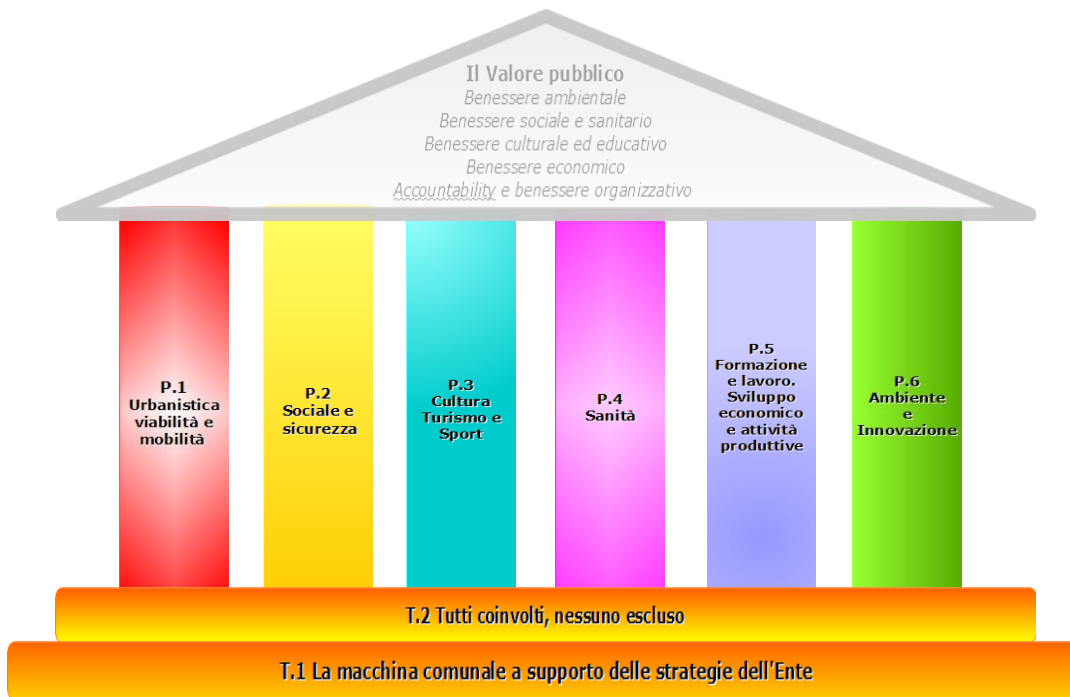 Il Valore pubblico
Benessere ambientale
Benessere sociale e sanitario
Benessere culturale ed educativo
Benessere economico
Accountability e benessere organizzativo
P.1
Urbanistica
viabilità e
mobilità
P.2
Sociale e
sicurezza
P.3
Cultura
Turismo e
Sport
P.4
Sanità
P.5
Formazione
e lavoro.
Sviluppo
economico
e attività
produttive
P.6
Ambiente
e
Innovazione
T.2 Tutti coinvolti, nessuno escluso
T.1 La macchina comunale a supporto delle strategie dell'Ente